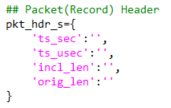 ## Packet(Record) Header
pkt_hdr_s={
    'ts_sec':'',
    'ts_usec':'',
    'incl_len':'',
    'orig_len':''
}